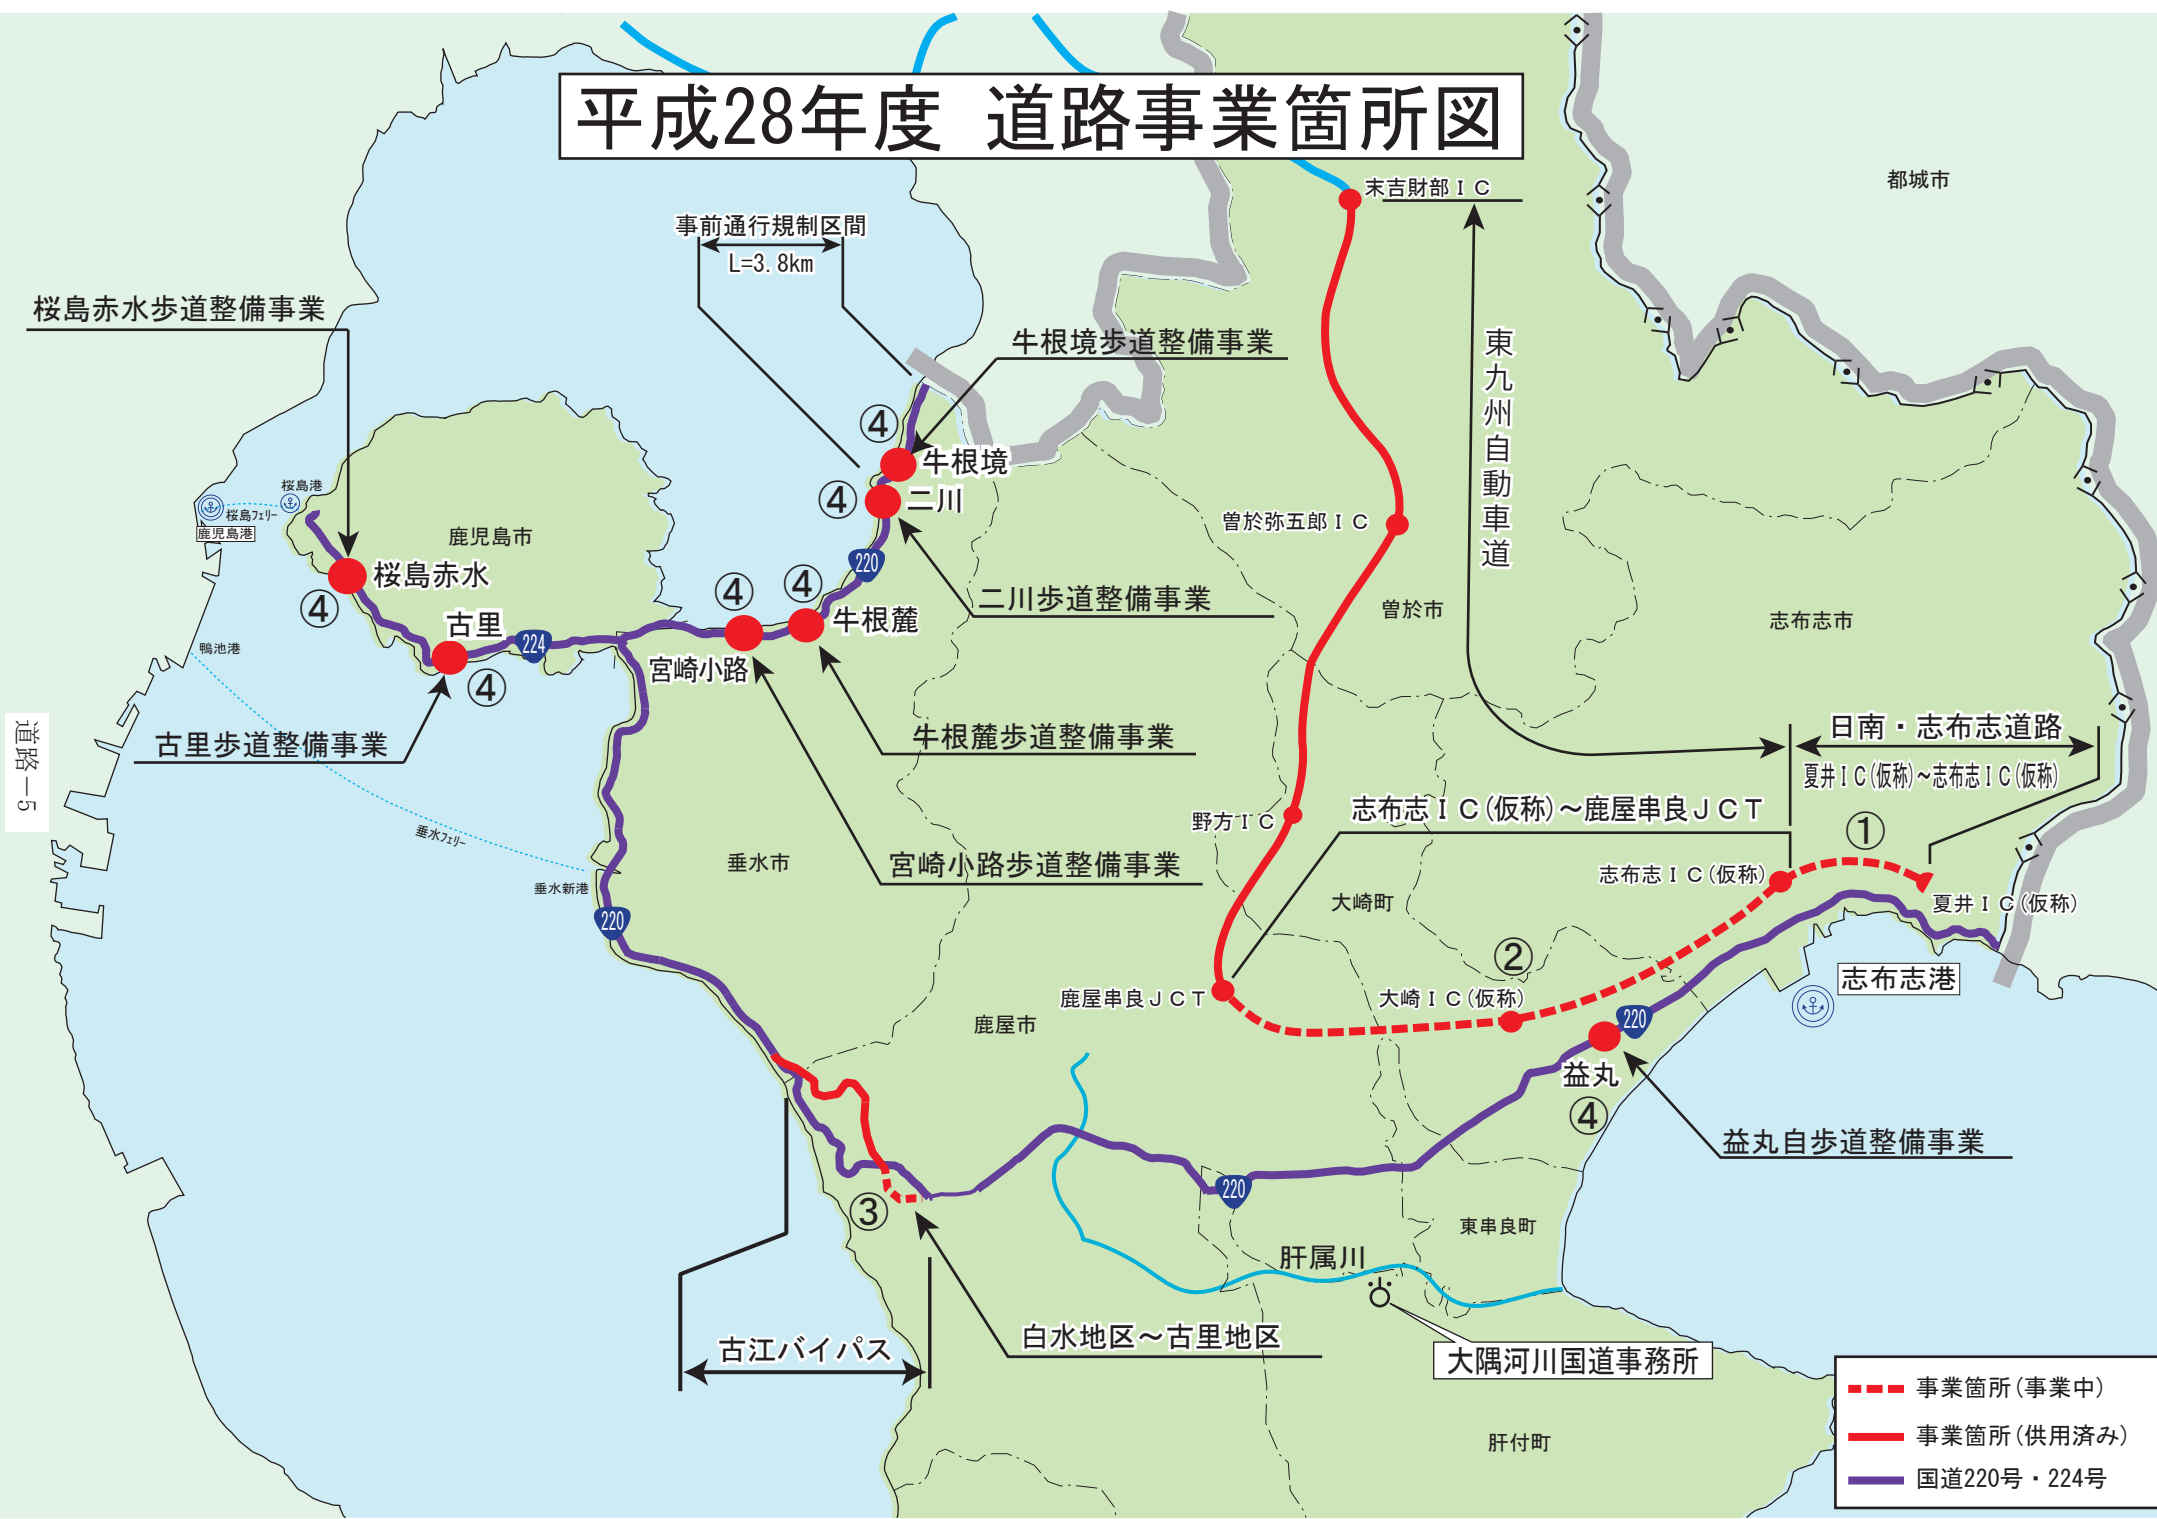 平成28年度 道路事業箇所図
都城市
末吉財部ＩＣ
事前通行規制区間
L=3.8km
桜島赤水歩道整備事業
牛根境歩道整備事業
東九州自動車道
④
牛根境
④
二川
桜島港
桜島ﾌｪﾘｰ
鹿児島港
鹿児島市
曽於弥五郎ＩＣ
220
桜島赤水
④
④
④
二川歩道整備事業
曽於市
志布志市
古里
224
牛根麓
鴨池港
宮崎小路
④
古里歩道整備事業
牛根麓歩道整備事業
日南・志布志道路
夏井ＩＣ(仮称)～志布志ＩＣ(仮称)
道路－5
志布志ＩＣ(仮称)～鹿屋串良ＪＣＴ
野方ＩＣ
①
垂水ﾌｪﾘｰ
垂水市
宮崎小路歩道整備事業
志布志ＩＣ(仮称)
垂水新港
大崎町
夏井ＩＣ(仮称)
220
②
志布志港
鹿屋串良ＪＣＴ
大崎ＩＣ(仮称)
鹿屋市
220
益丸
④
益丸自歩道整備事業
220
③
東串良町
肝属川
白水地区～古里地区
古江バイパス
大隅河川国道事務所
事業箇所(事業中)
事業箇所(供用済み)
国道220号・224号
肝付町